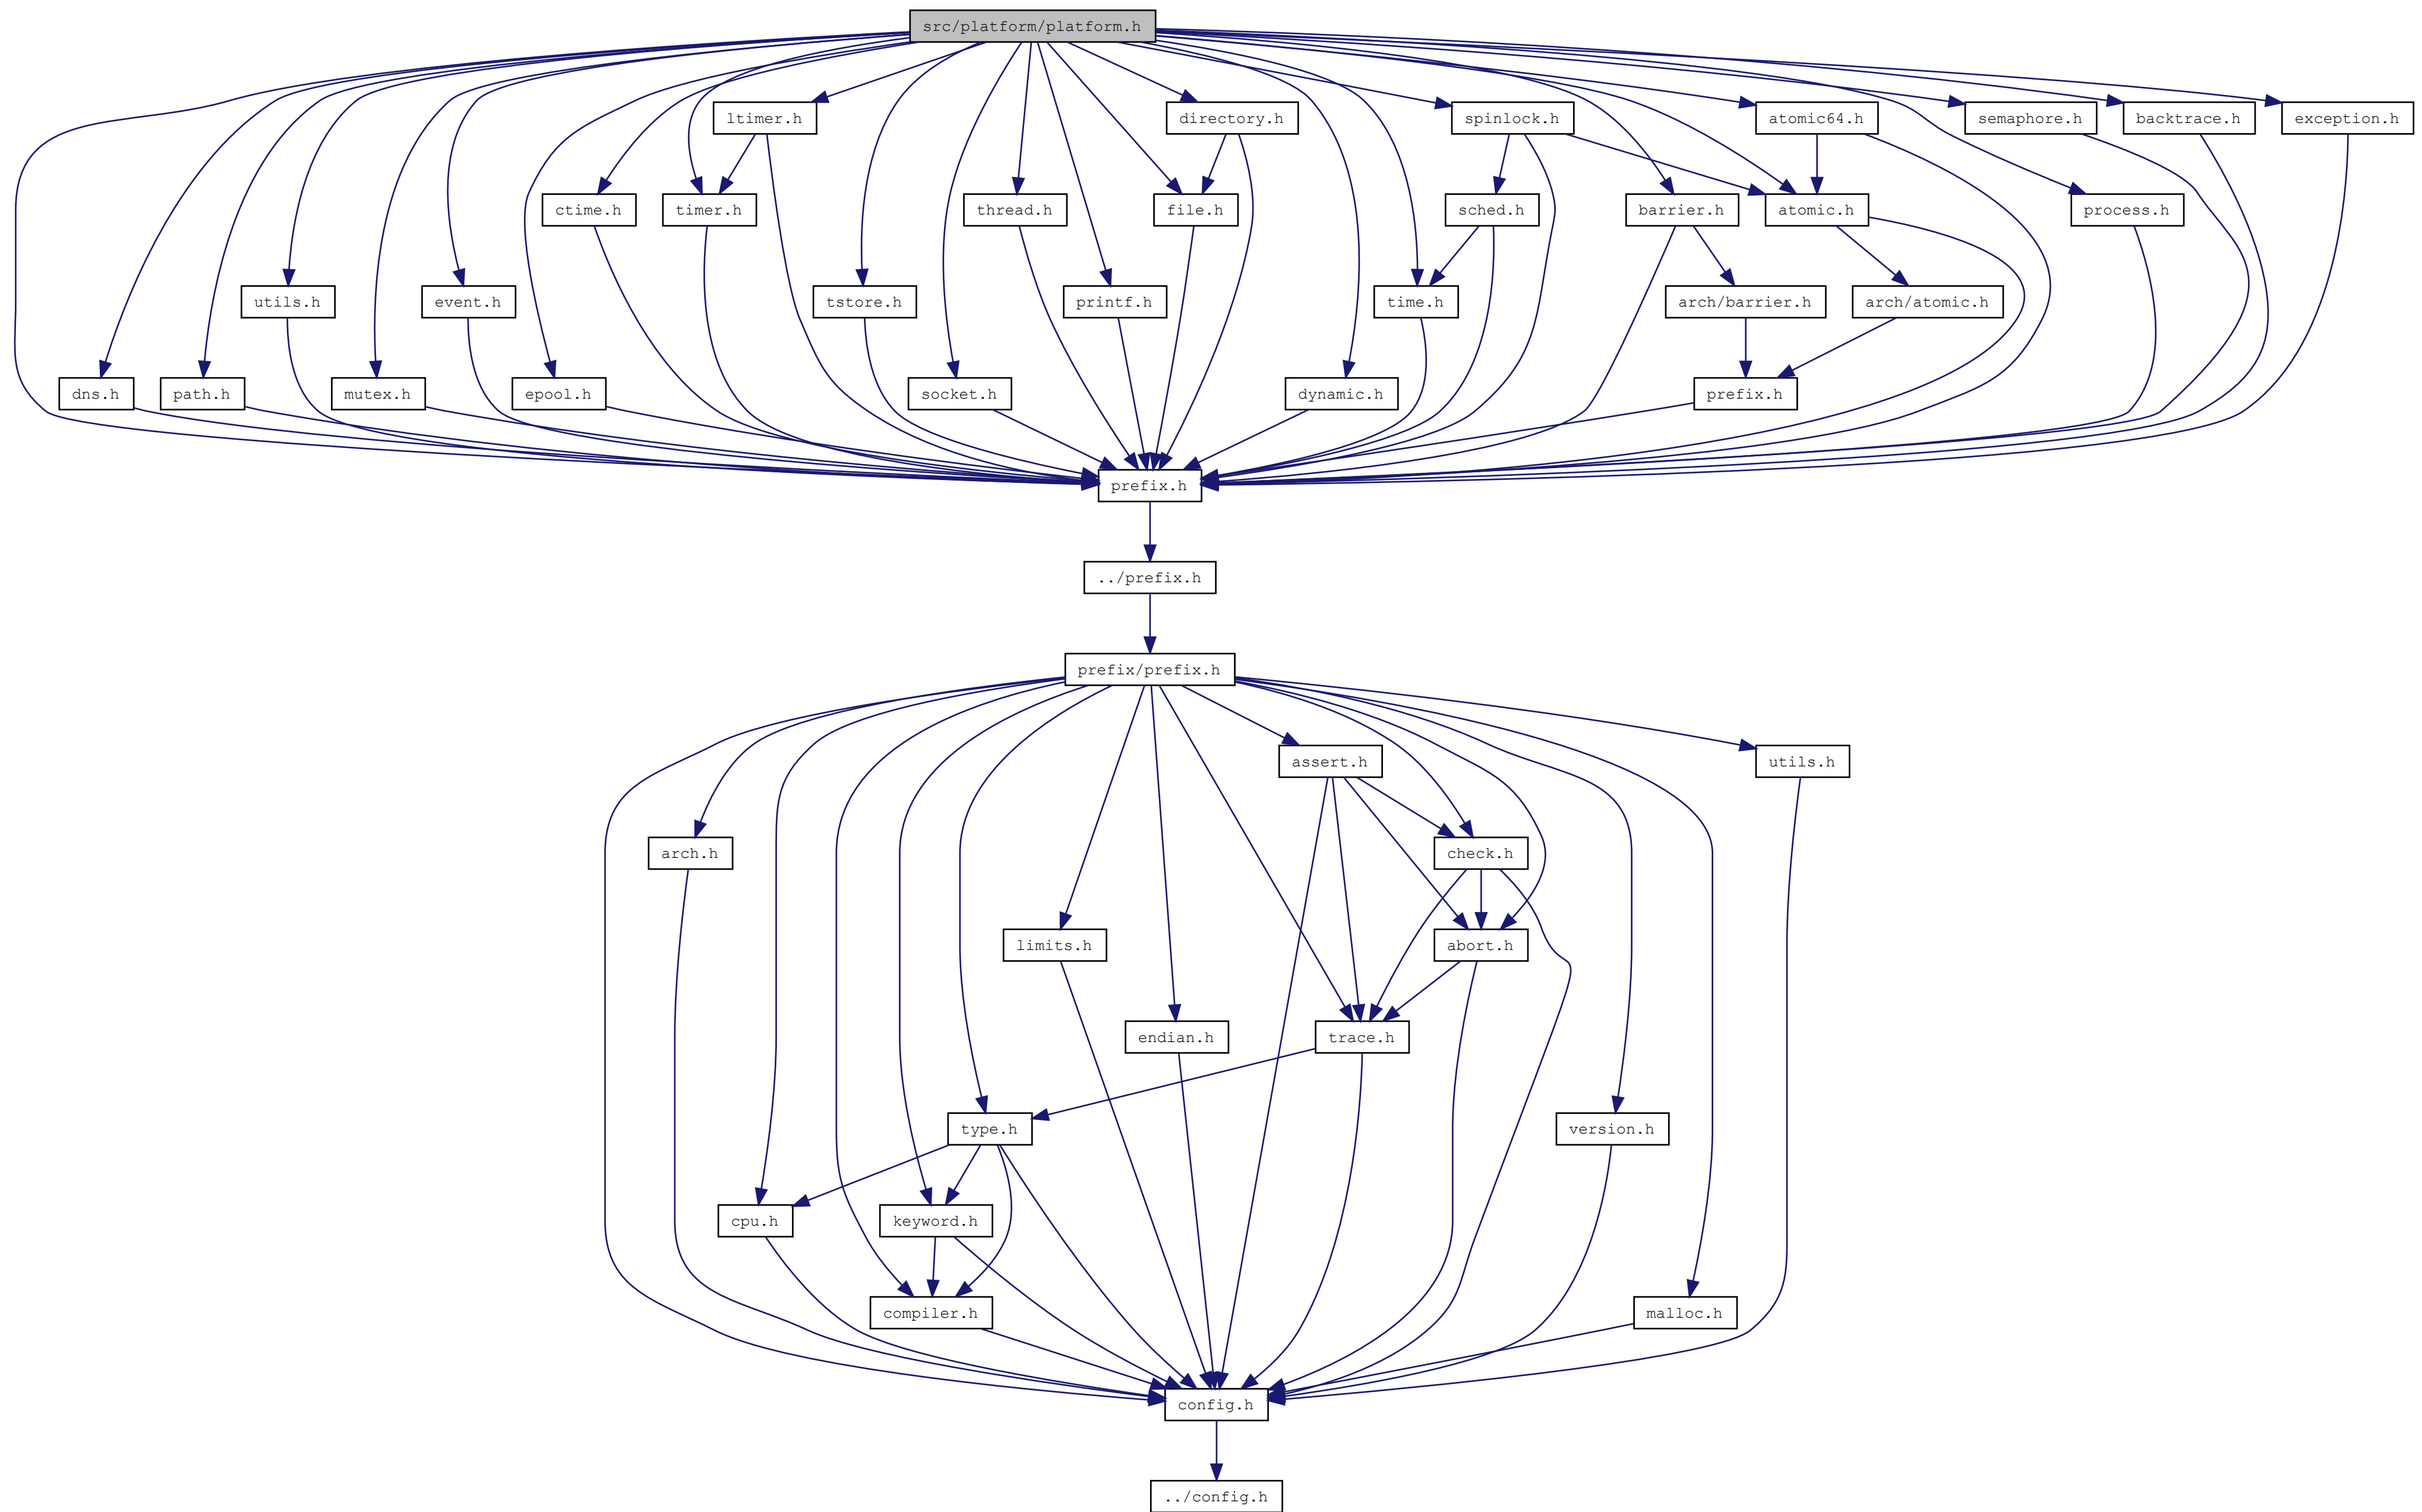 src/platform/platform.h
ltimer.h
directory.h
spinlock.h
atomic64.h
semaphore.h
backtrace.h
exception.h
ctime.h
timer.h
thread.h
file.h
sched.h
barrier.h
atomic.h
process.h
utils.h
event.h
tstore.h
printf.h
time.h
arch/barrier.h
arch/atomic.h
dns.h
path.h
mutex.h
epool.h
socket.h
dynamic.h
prefix.h
prefix.h
../prefix.h
prefix/prefix.h
assert.h
utils.h
arch.h
check.h
limits.h
abort.h
endian.h
trace.h
type.h
version.h
cpu.h
keyword.h
compiler.h
malloc.h
config.h
../config.h